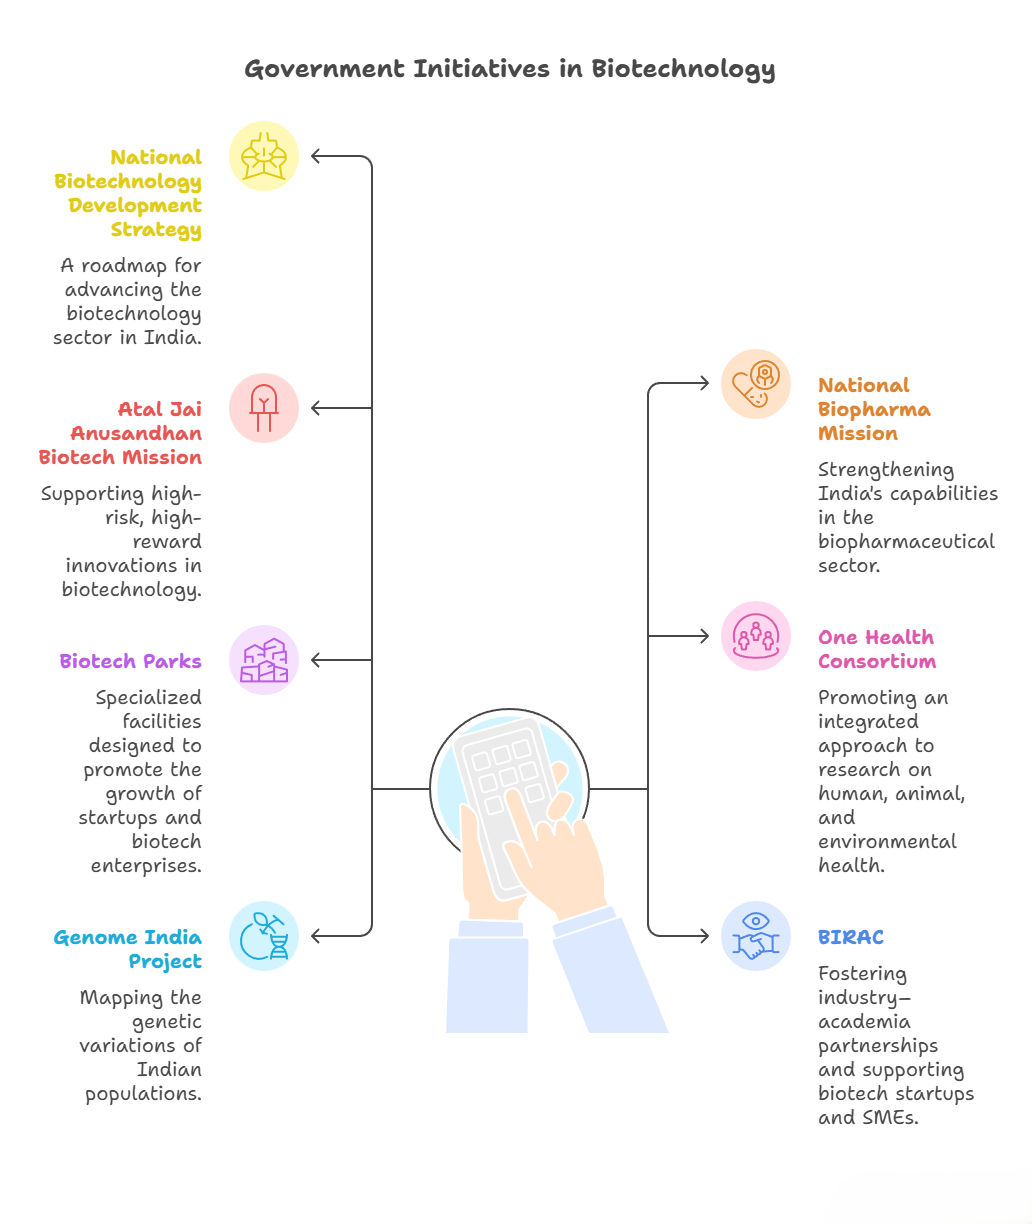 Government Initiatives in Biotechnology
National
Biotechnology
Development
Strategy
A roadmap for
advancing the
biotechnology
sector in India.
Atal Jai
Anusandhan
Biotech Mission
Supporting high-
risk, high-
reward
innovations in
biotechnology.
Biotech Parks
Specialized
facilities
designed to
promote the
growth of
startups and
biotech
enterprises.
Genome India
Project
Mapping the
genetic
variations of
Indian
populations.
National
Biopharma
Mission
Strengthening
India's capabilities
in the
biopharmaceutical
sector.
One Health
Consortium
Promoting an
integrated
approach to
research on
human, animal,
and
environmental
health.
BIRAC
Fostering
industry–
academia
partnerships
and supporting
biotech startups
and SMEs.